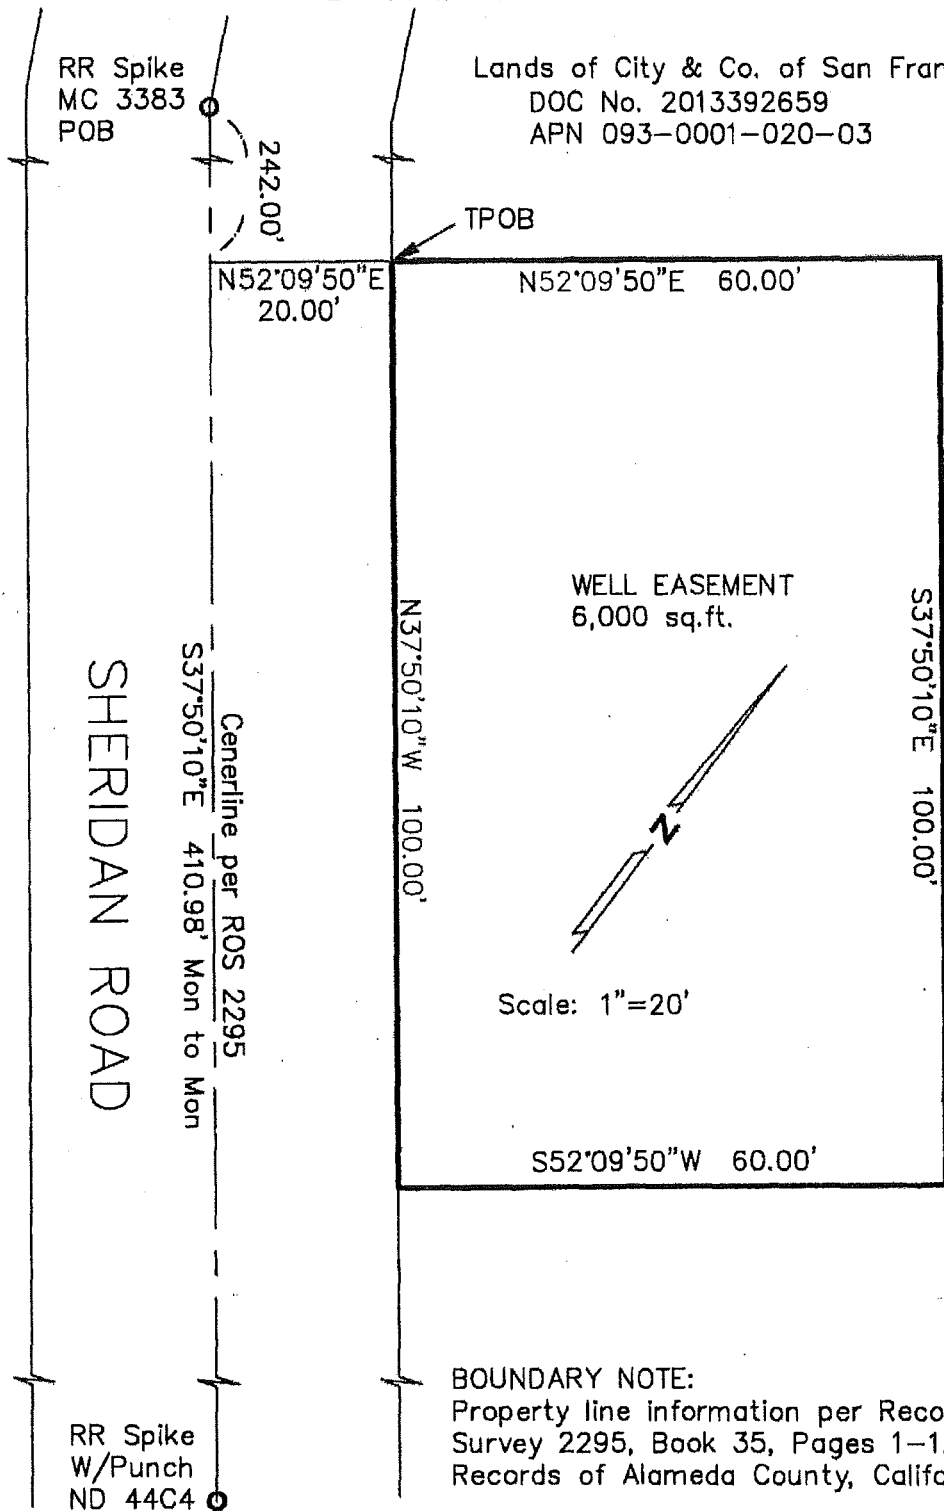 RR Spike
MC 3383
POB
Lands of City & Co. of San Fran
DOC No. 2013392659
APN 093-0001-020-03
242.00'
TPOB
N52°09'50"E
20.00'
N52°09'50"E 60.00'
WELL EASEMENT
6,000 sq.ft.
SHERIDAN ROAD
S37°50'10"E 410.98' Mon to Mon
Cenerline per ROS 2295
N37°50'10"W 100.00'
S37°50'10"E 100.00'
N
Scale: 1"=20'
S52°09'50"W 60.00'
BOUNDARY NOTE:
Property line information per Reco
Survey 2295, Book 35, Pages 1-1
Records of Alameda County, Califo
RR Spike
W/Punch
ND 44C4